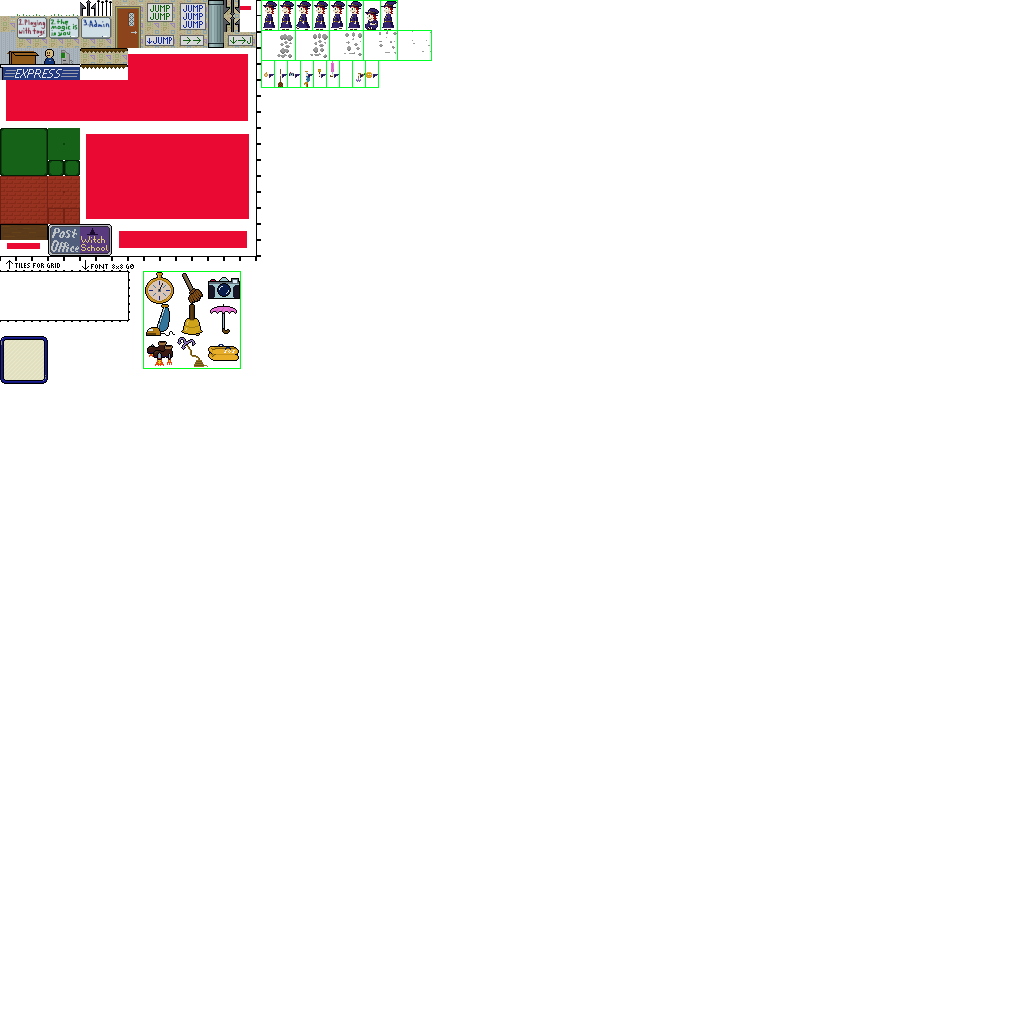 1. Playing
with toys
2. the
magic is
in you
3. Admin
JUMP
JUMP
JUMP
JUMP
JUMP
↓JUMP
→→
↓→J
EXPRESS
Post
Office
Witch
School
↑TILES FOR GRID
↓FONT 8x8 GO